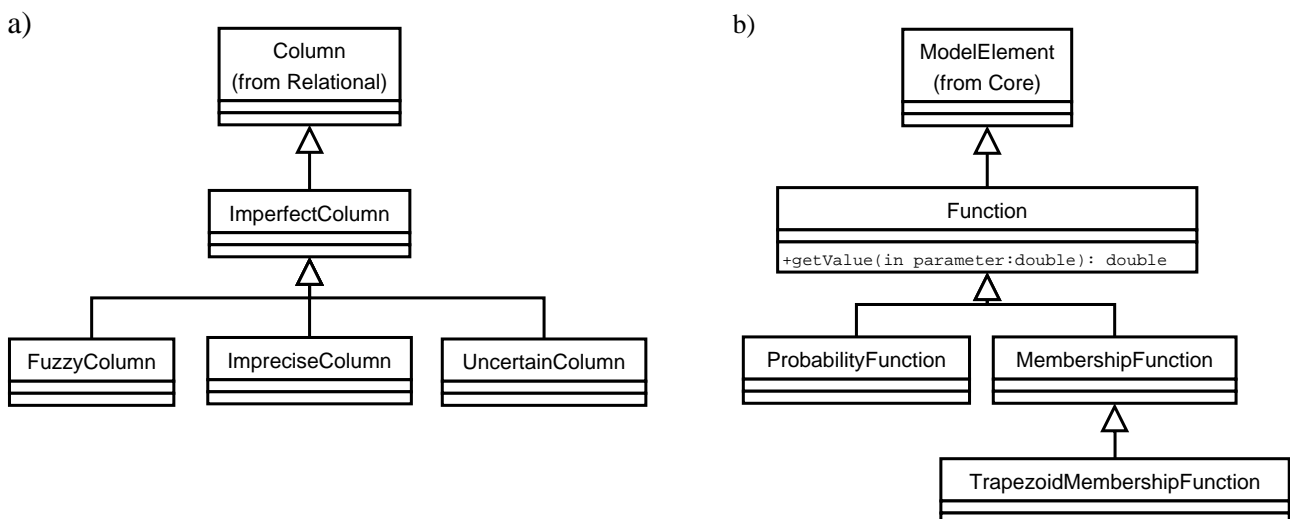 a)
Column
(from Relational)
ImperfectColumn
FuzzyColumn
ImpreciseColumn
UncertainColumn
b)
ModelElement
(from Core)
Function
+getValue(in parameter:double): double
ProbabilityFunction
MembershipFunction
TrapezoidMembershipFunction